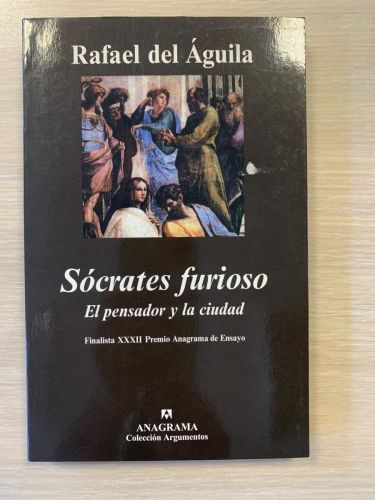 Rafael del Águila
Sócrates furioso
El pensador y la ciudad
Finalista XXXII Premio Anagrama de Ensayo
ANAGRAMA
Colección Argumentos